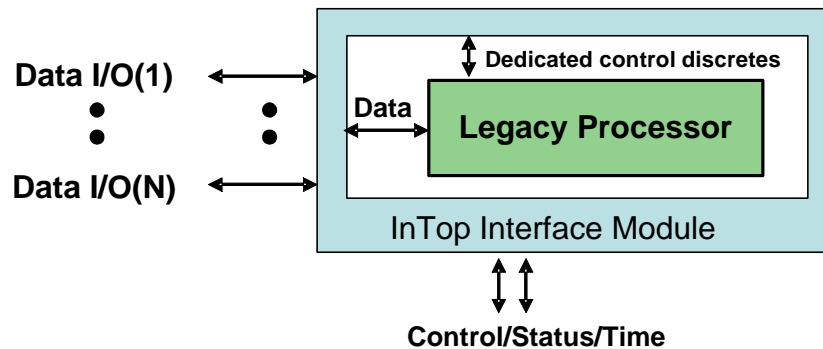 Data I/O(1)
Dedicated control discretes
Data
Legacy Processor
Data I/O(N)
InTop Interface Module
Control/Status/Time